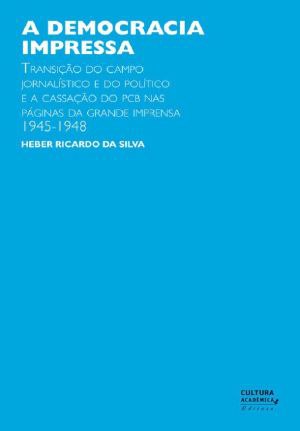 A DEMOCRACIA
IMPRESSA
TRANSIÇÃO DO CAMPO
JORNALÍSTICO E DO POLÍTICO
E A CASSAÇÃO DO PCB NAS
PÁGINAS DA GRANDE IMPRENSA
1945-1948
HEBER RICARDO DA SILVA
CULTURA
ACADÊMICA
Editora